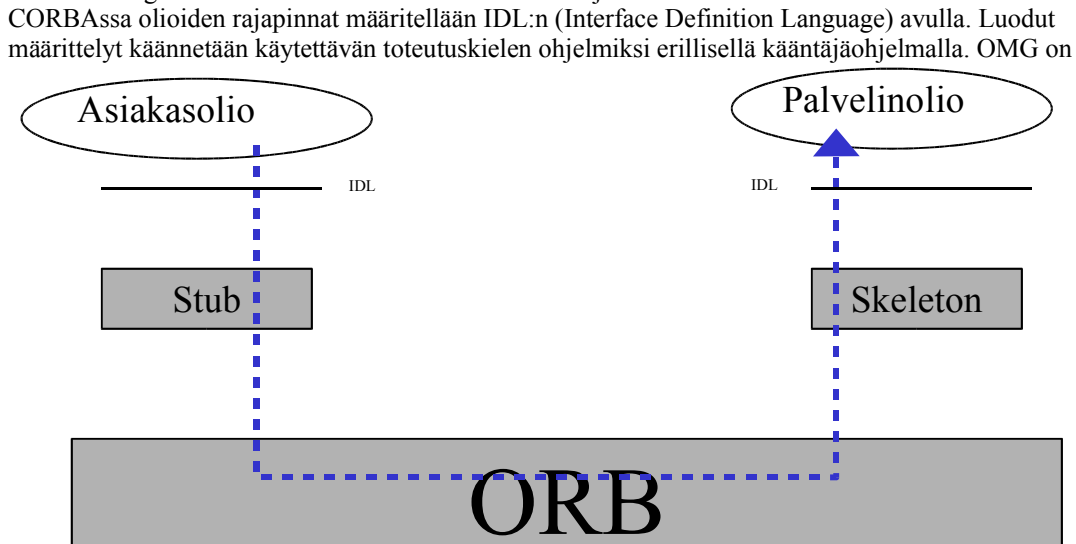 CORBAssa olioiden rajapinnat määritellään IDL:n (Interface Definition Language) avulla. Luodut
määrittelyt käännetään käytettävän toteutuskielen ohjelmiksi erillisellä kääntäjäohjelmalla. OMG on
Asiakasolio
Palvelinolio
IDL
IDL
Stub
Skeleton
ORB